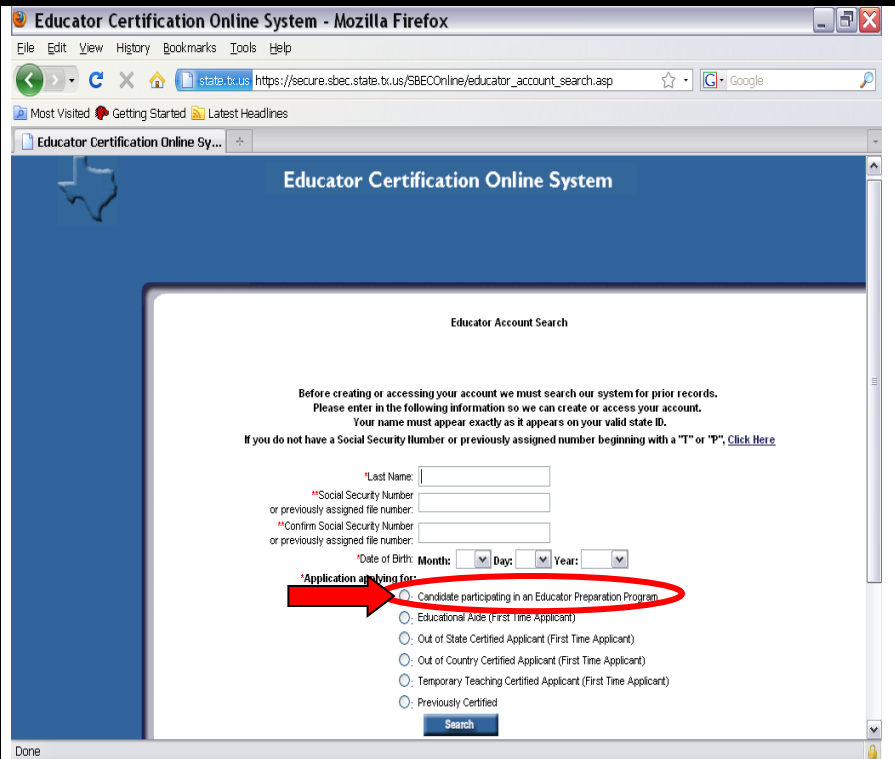 Educator Certification Online System - Mozilla Firefox
File Edit View History Bookmarks Tools Help
state.tx.us https://secure.sbec.state.tx.us/SBECOnline/educator_account_search.asp G Google
Most Visited Getting Started Latest Headlines
Educator Certification Online Sy...
Educator Certification Online System
Educator Account Search
Before creating or accessing your account we must search our system for prior records.
Please enter in the following information so we can create or access your account.
Your name must appear exactly as it appears on your valid state ID.
If you do not have a Social Security Number or previously assigned number beginning with a "T" or "P", Click Here
*Last Name:
**Social Security Number
or previously assigned file number:
**Confirm Social Security Number
or previously assigned file number:
*Date of Birth: Month: Day: Year:
*Application applying for:
: Candidate participating in an Educator Preparation Program
: Educational Aide (First Time Applicant)
: Out of State Certified Applicant (First Time Applicant)
: Out of Country Certified Applicant (First Time Applicant)
: Temporary Teaching Certified Applicant (First Time Applicant)
: Previously Certified
Search
Done